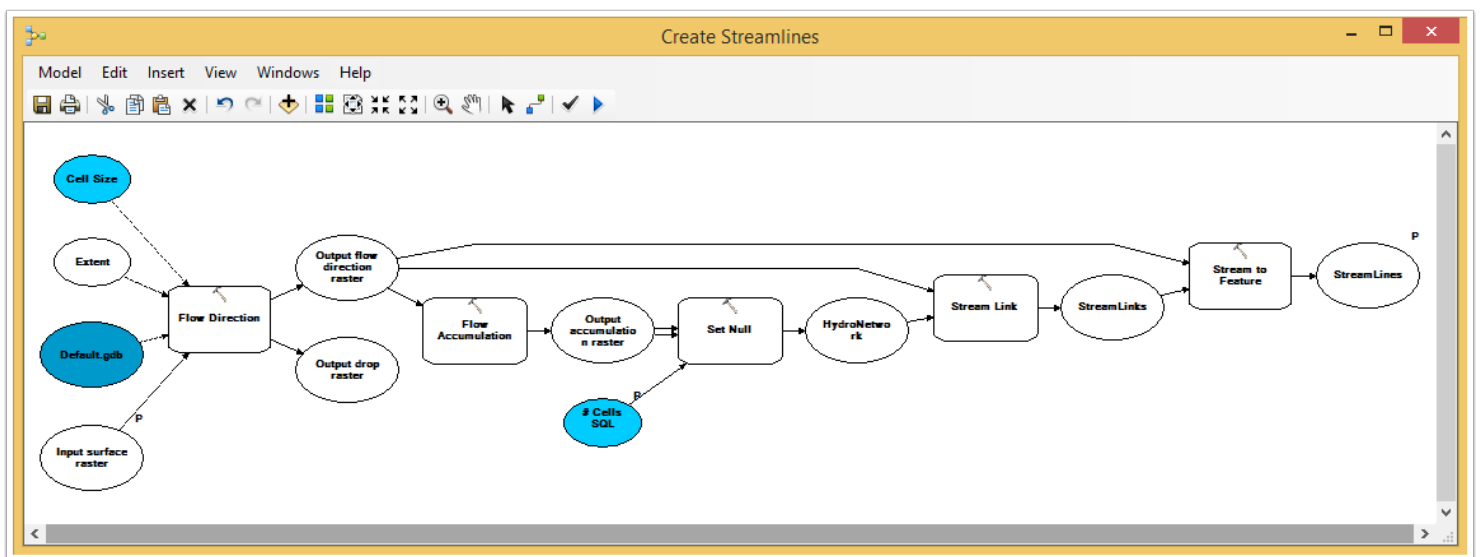 Create Streamlines
Model Edit Insert View Windows Help
Cell Size
Extent
Default.gdb
Input surface
raster
P
Flow Direction
Output flow
direction
raster
Output drop
raster
Flow
Accumulation
Output
accumulatio
n raster
# Cells
SQL
P
Set Null
HydroNetwo
rk
Stream Link
StreamLinks
Stream to
Feature
StreamLines
P